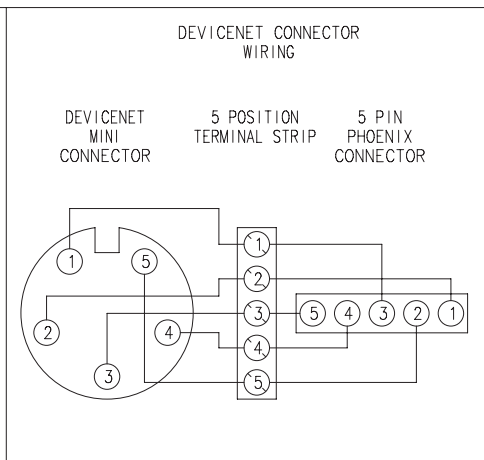 DEVICENET CONNECTOR
WIRING
DEVICENET
MINI
CONNECTOR
5 POSITION
TERMINAL STRIP
5 PIN
PHOENIX
CONNECTOR
1 5
2 4
3
1
2
3
4
5
5 4 3 2 1